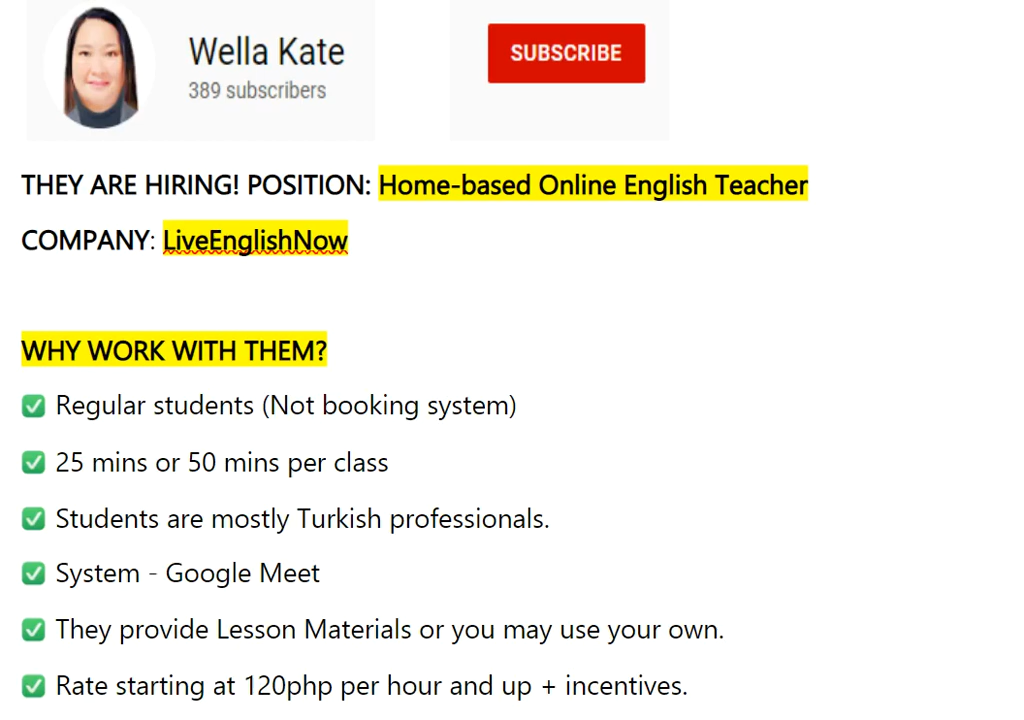 Wella Kate
389 subscribers
SUBSCRIBE
THEY ARE HIRING! POSITION: Home-based Online English Teacher
COMPANY: LiveEnglishNow
WHY WORK WITH THEM?
✅ Regular students (Not booking system)
✅ 25 mins or 50 mins per class
✅ Students are mostly Turkish professionals.
✅ System - Google Meet
✅ They provide Lesson Materials or you may use your own.
✅ Rate starting at 120php per hour and up + incentives.